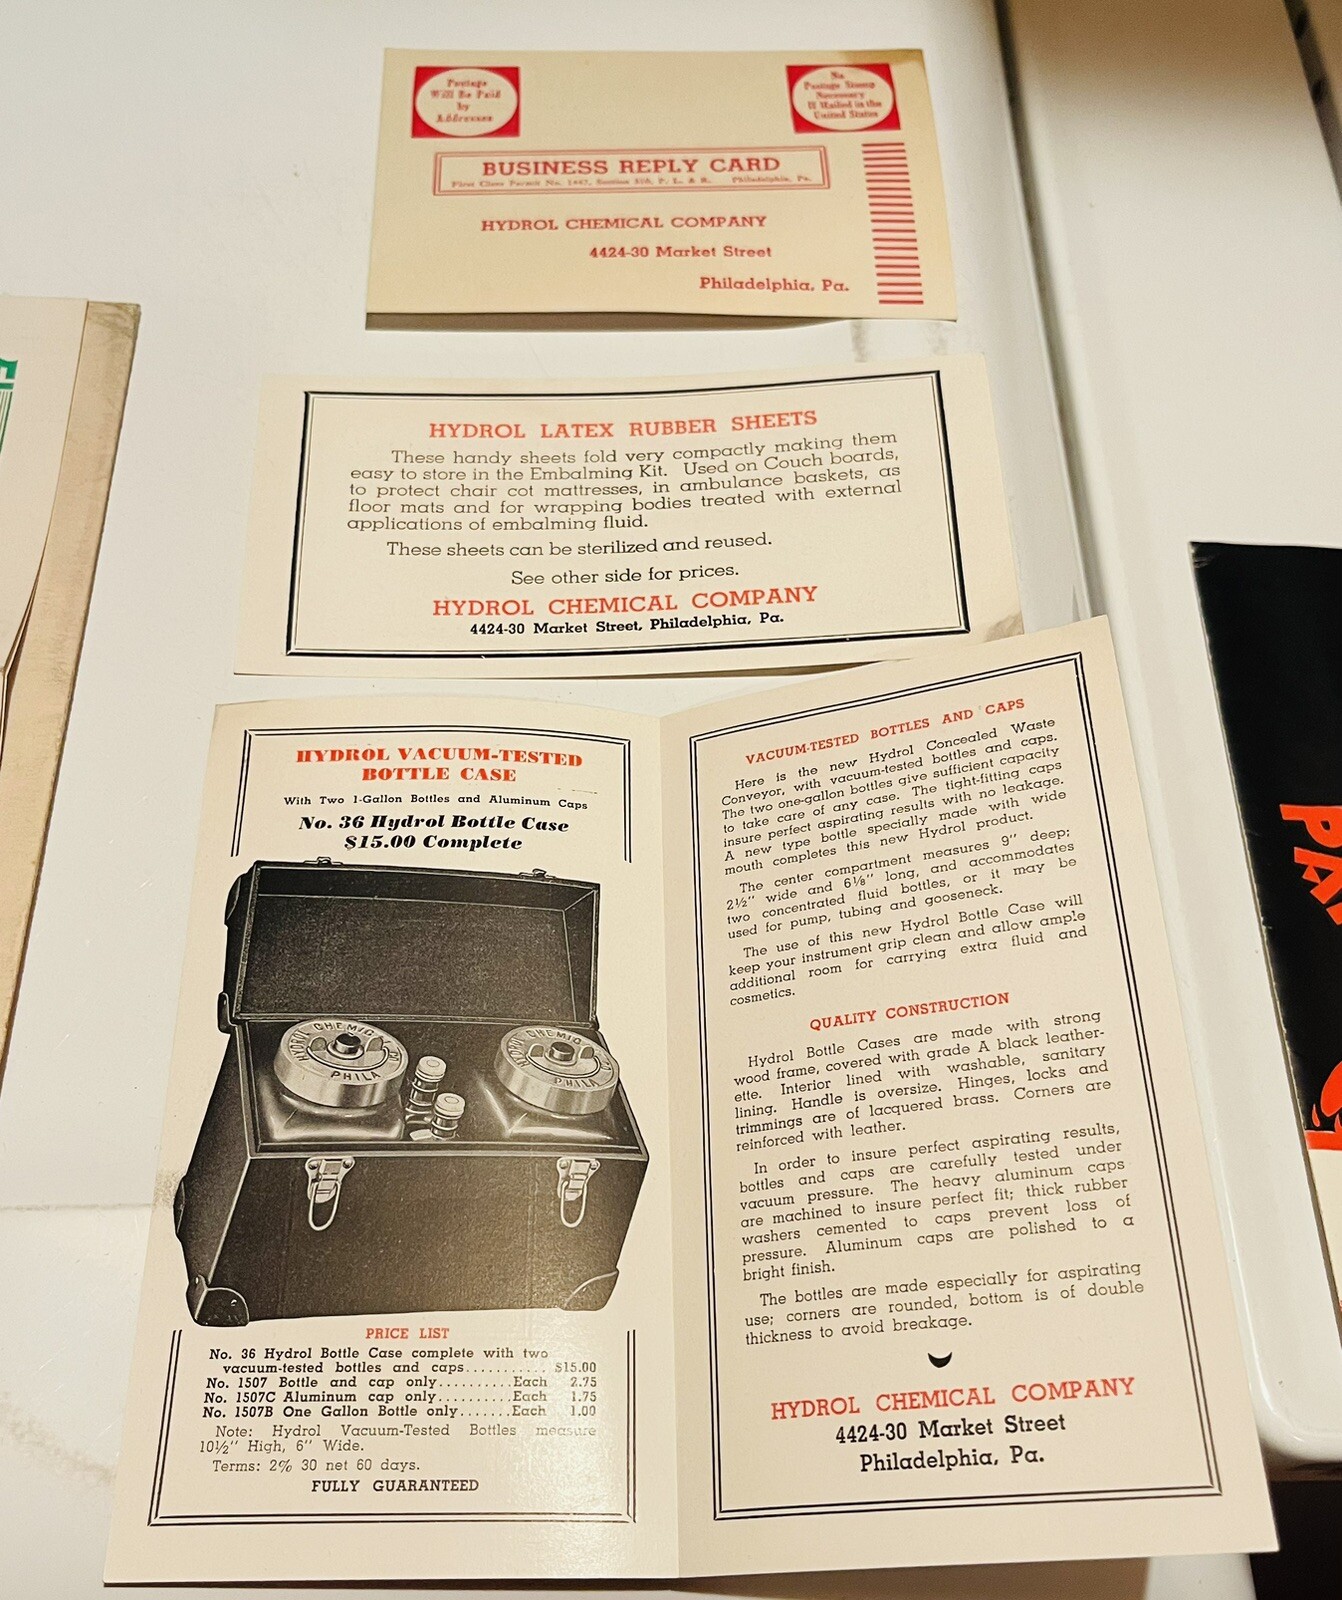 Postage
Will Be Paid
by
Addressee
No
Postage Stamp
Necessary
If Mailed in the
United States
BUSINESS REPLY CARD
First Class Permit No. 1447, Section 510, P. L. & R. Philadelphia, Pa.
HYDROL CHEMICAL COMPANY
4424-30 Market Street
Philadelphia, Pa.
HYDROL LATEX RUBBER SHEETS
These handy sheets fold very compactly making them
easy to store in the Embalming Kit. Used on Couch boards,
to protect chair cot mattresses, in ambulance baskets, as
floor mats and for wrapping bodies treated with external
applications of embalming fluid.
These sheets can be sterilized and reused.
See other side for prices.
HYDROL CHEMICAL COMPANY
4424-30 Market Street, Philadelphia, Pa.
HYDROL VACUUM-TESTED
BOTTLE CASE
With Two 1-Gallon Bottles and Aluminum Caps
No. 36 Hydrol Bottle Case
$15.00 Complete
HYDROL CHEMICAL CO
PHILA
HYDROL CHEMICAL CO
PHILA
PRICE LIST
No. 36 Hydrol Bottle Case complete with two
vacuum-tested bottles and caps........... $15.00
No. 1507 Bottle and cap only..........Each 2.75
No. 1507C Aluminum cap only..........Each 1.75
No. 1507B One Gallon Bottle only.......Each 1.00
Note: Hydrol Vacuum-Tested Bottles measure
10½" High, 6" Wide.
Terms: 2% 30 net 60 days.
FULLY GUARANTEED
VACUUM-TESTED BOTTLES AND CAPS
Here is the new Hydrol Concealed Waste
Conveyor, with vacuum-tested bottles and caps.
The two one-gallon bottles give sufficient capacity
to take care of any case. The tight-fitting caps
insure perfect aspirating results with no leakage.
A new type bottle specially made with wide
mouth completes this new Hydrol product.
The center compartment measures 9" deep;
2½" wide and 6⅛" long, and accommodates
two concentrated fluid bottles, or it may be
used for pump, tubing and gooseneck.
The use of this new Hydrol Bottle Case will
keep your instrument grip clean and allow ample
additional room for carrying extra fluid and
cosmetics.
QUALITY CONSTRUCTION
Hydrol Bottle Cases are made with strong
wood frame, covered with grade A black leather-
ette. Interior lined with washable, sanitary
lining. Handle is oversize. Hinges, locks and
trimmings are of lacquered brass. Corners are
reinforced with leather.
In order to insure perfect aspirating results,
bottles and caps are carefully tested under
vacuum pressure. The heavy aluminum caps
are machined to insure perfect fit; thick rubber
washers cemented to caps prevent loss of
pressure. Aluminum caps are polished to a
bright finish.
The bottles are made especially for aspirating
use; corners are rounded, bottom is of double
thickness to avoid breakage.
HYDROL CHEMICAL COMPANY
4424-30 Market Street
Philadelphia, Pa.